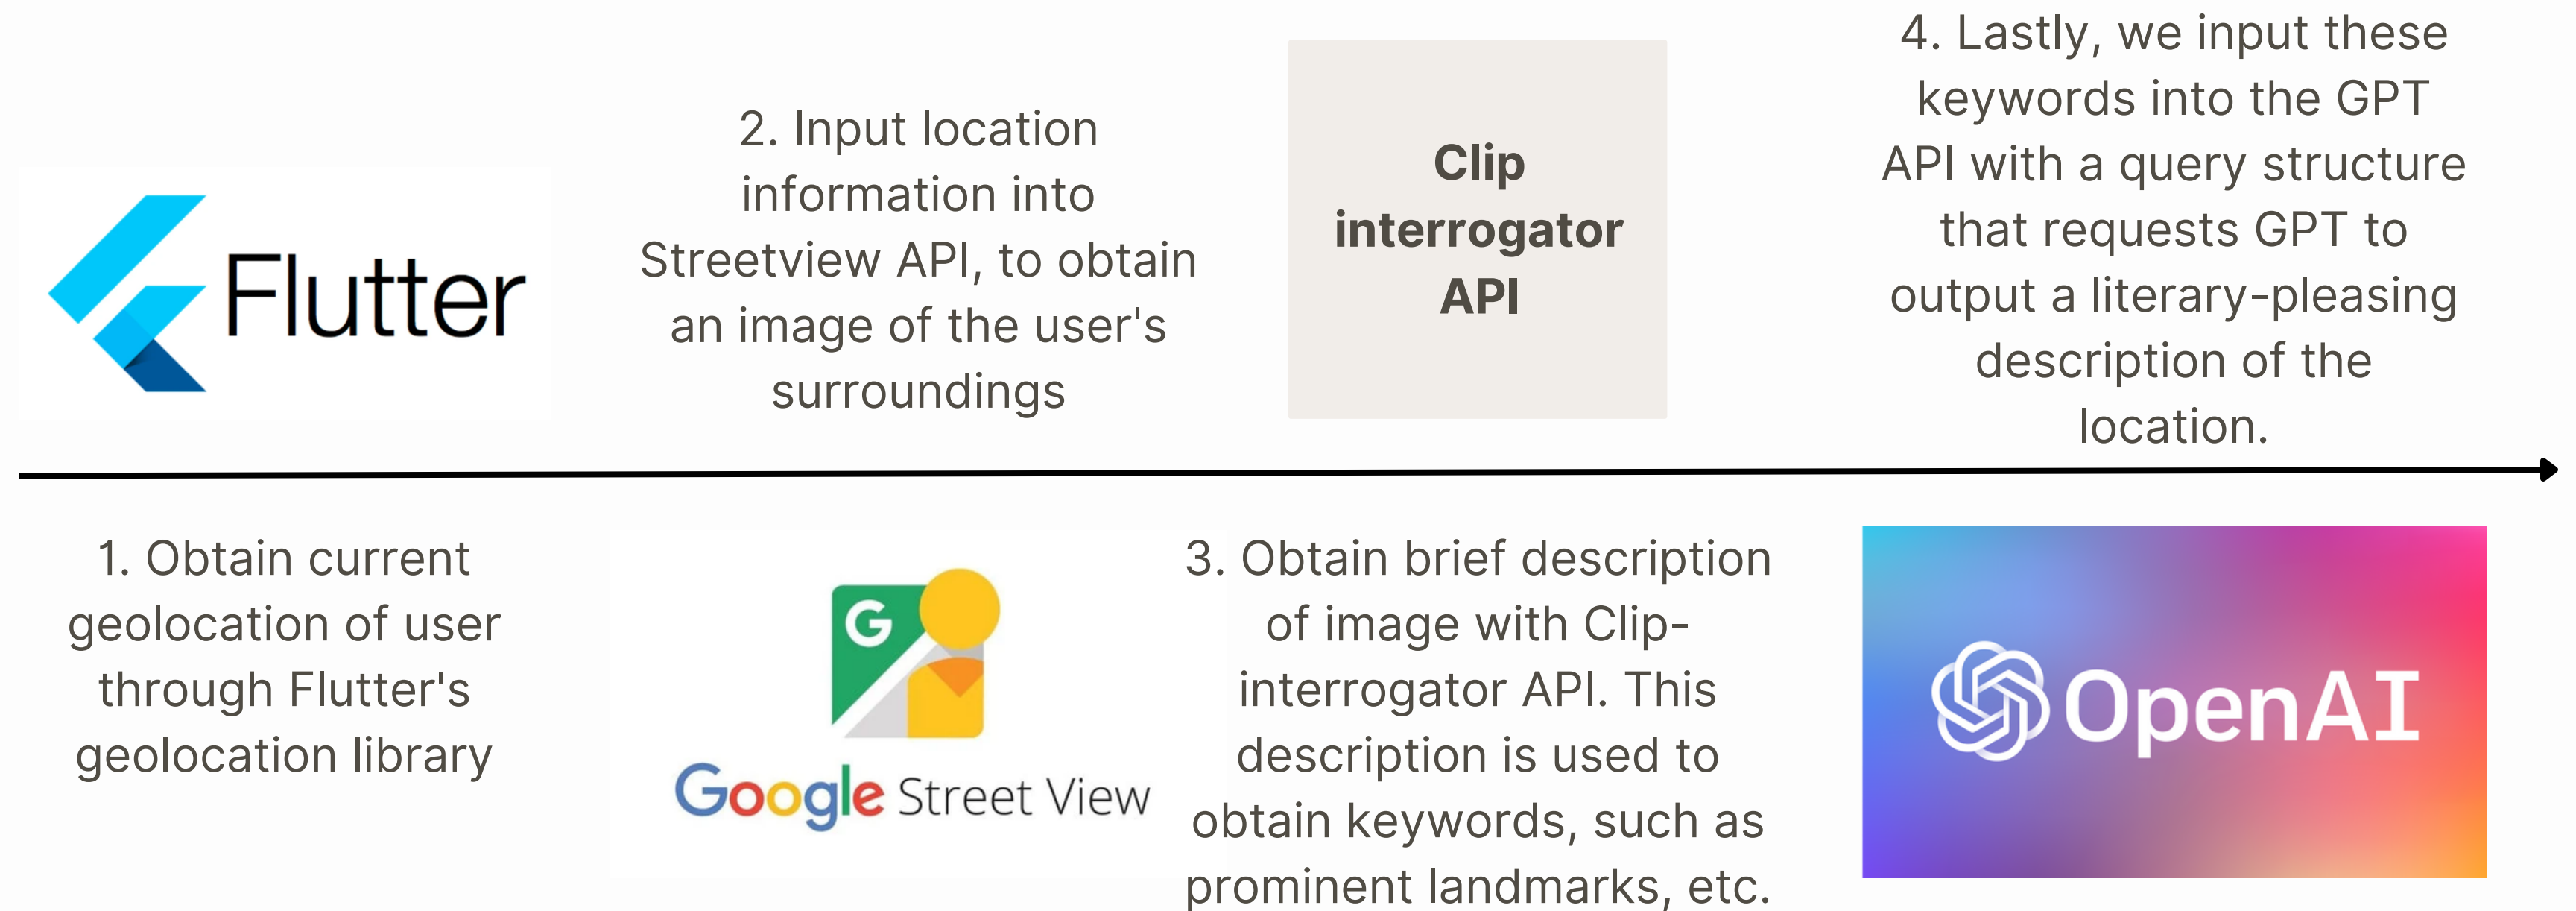 Flutter
1. Obtain current
geolocation of user
through Flutter's
geolocation library
2. Input location
information into
Streetview API, to obtain
an image of the user's
surroundings
G
Google Street View
Clip
interrogator
API
3. Obtain brief description
of image with Clip-
interrogator API. This
description is used to
obtain keywords, such as
prominent landmarks, etc.
4. Lastly, we input these
keywords into the GPT
API with a query structure
that requests GPT to
output a literary-pleasing
description of the
location.
OpenAI